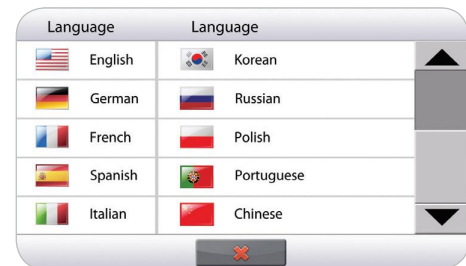 Language Language
English Korean
German Russian
French Polish
Spanish Portuguese
Italian Chinese